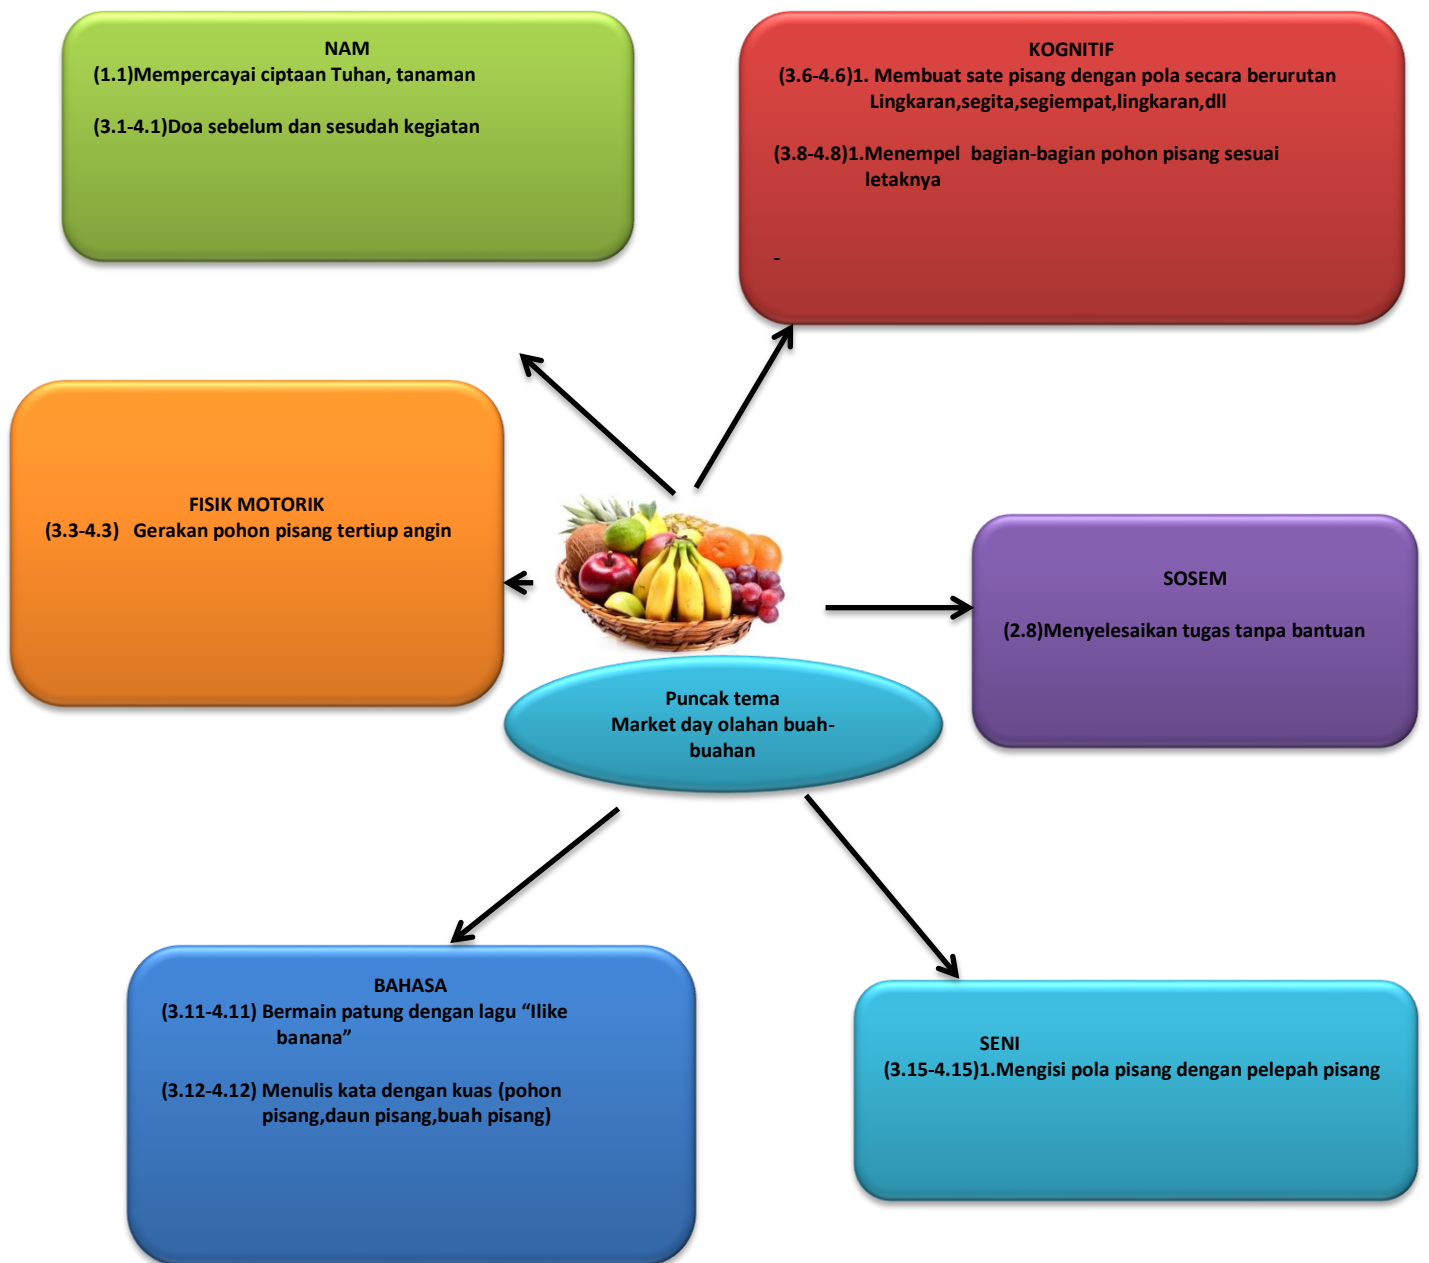 NAM
(1.1)Mempercayai ciptaan Tuhan, tanaman
(3.1-4.1)Doa sebelum dan sesudah kegiatan
KOGNITIF
(3.6-4.6)1. Membuat sate pisang dengan pola secara berurutan
Lingkaran,segita,segiempat,lingkaran,dll
(3.8-4.8)1.Menempel bagian-bagian pohon pisang sesuai
letaknya
-
FISIK MOTORIK
(3.3-4.3) Gerakan pohon pisang tertiup angin
SOSEM
(2.8)Menyelesaikan tugas tanpa bantuan
Puncak tema
Market day olahan buah-
buahan
BAHASA
(3.11-4.11) Bermain patung dengan lagu “Ilike
banana”
(3.12-4.12) Menulis kata dengan kuas (pohon
pisang,daun pisang,buah pisang)
SENI
(3.15-4.15)1.Mengisi pola pisang dengan pelepah pisang